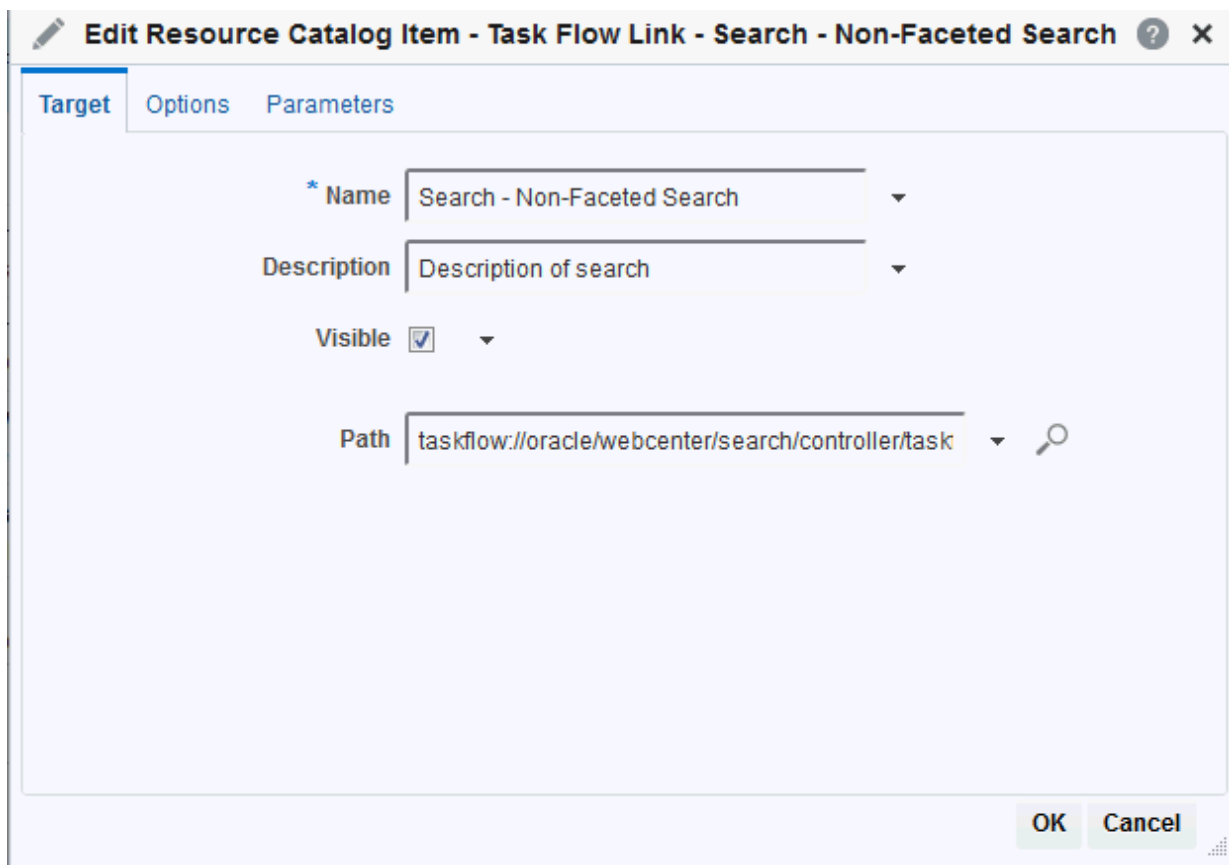 Edit Resource Catalog Item - Task Flow Link - Search - Non-Faceted Search ?
Target Options Parameters
* Name Search - Non-Faceted Search
Description Description of search
Visible
Path taskflow://oracle/webcenter/search/controller/task
OK Cancel